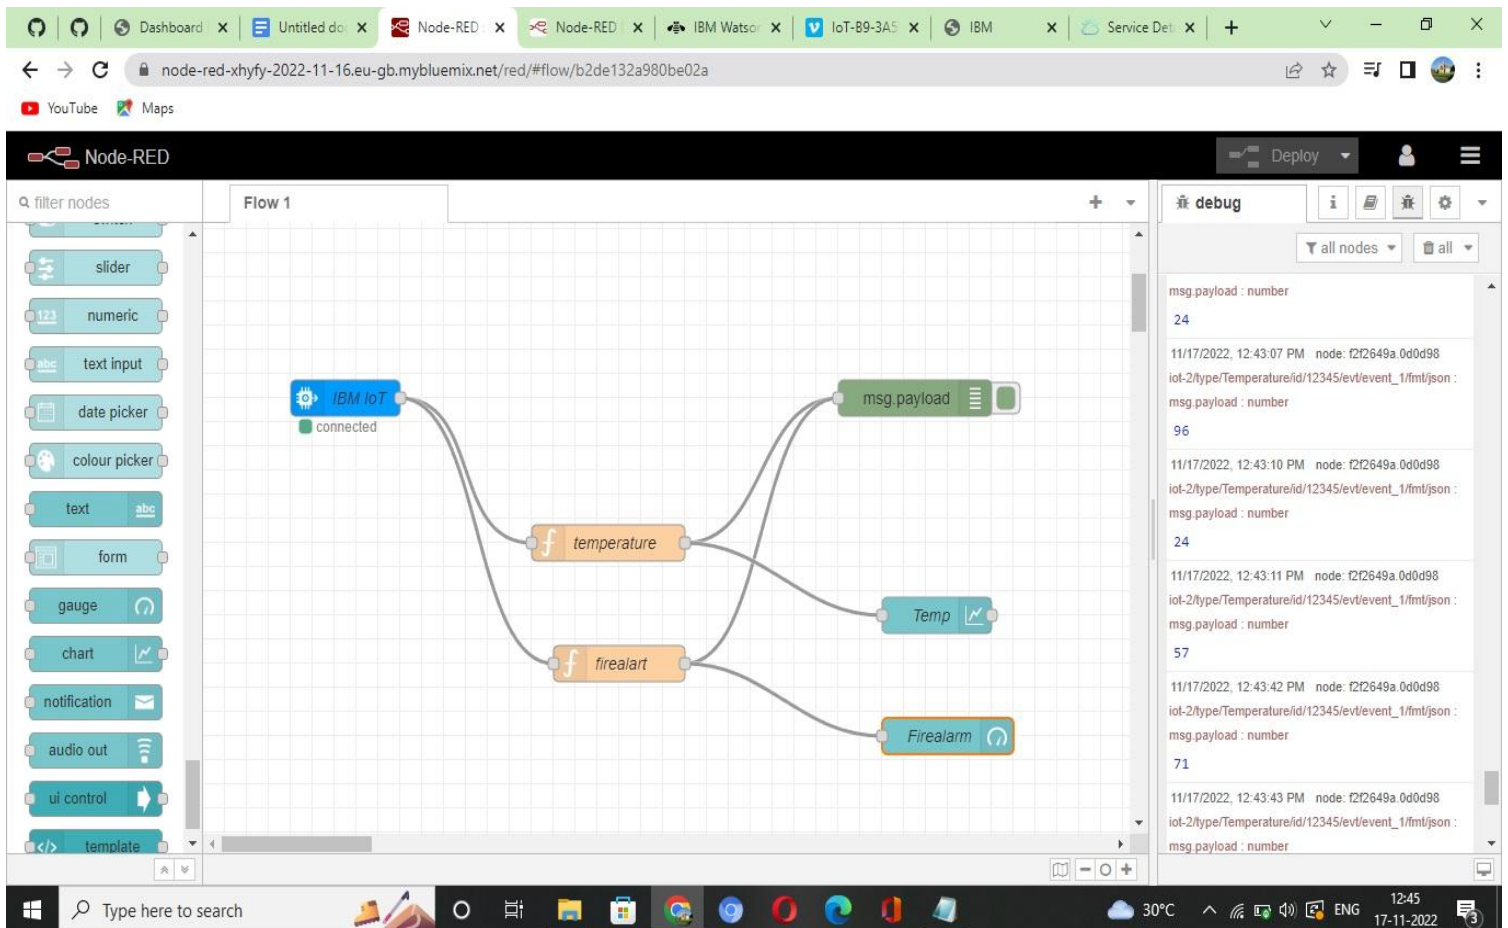 Dashboard
Untitled do
Node-RED :
Node-RED
IBM Watson
IoT-B9-3A5
IBM
Service Det
node-red-xhyfy-2022-11-16.eu-gb.mybluemix.net/red/#flow/b2de132a980be02a
YouTube Maps
Node-RED
Deploy
filter nodes
Flow 1
debug
i
all nodes
all
slider
123 numeric
abc text input
date picker
colour picker
text abc
form
gauge
chart
notification
audio out
ui control
</> template
IBM IoT
connected
msg.payload
f temperature
Temp
f firealart
Firealarm
msg.payload : number
24
11/17/2022, 12:43:07 PM node: f2f2649a.0d0d98
iot-2/type/Temperature/id/12345/evt/event_1/fmt/json :
msg.payload : number
96
11/17/2022, 12:43:10 PM node: f2f2649a.0d0d98
iot-2/type/Temperature/id/12345/evt/event_1/fmt/json :
msg.payload : number
24
11/17/2022, 12:43:11 PM node: f2f2649a.0d0d98
iot-2/type/Temperature/id/12345/evt/event_1/fmt/json :
msg.payload : number
57
11/17/2022, 12:43:42 PM node: f2f2649a.0d0d98
iot-2/type/Temperature/id/12345/evt/event_1/fmt/json :
msg.payload : number
71
11/17/2022, 12:43:43 PM node: f2f2649a.0d0d98
iot-2/type/Temperature/id/12345/evt/event_1/fmt/json :
msg.payload : number
Type here to search
30°C
ENG
12:45
17-11-2022
3